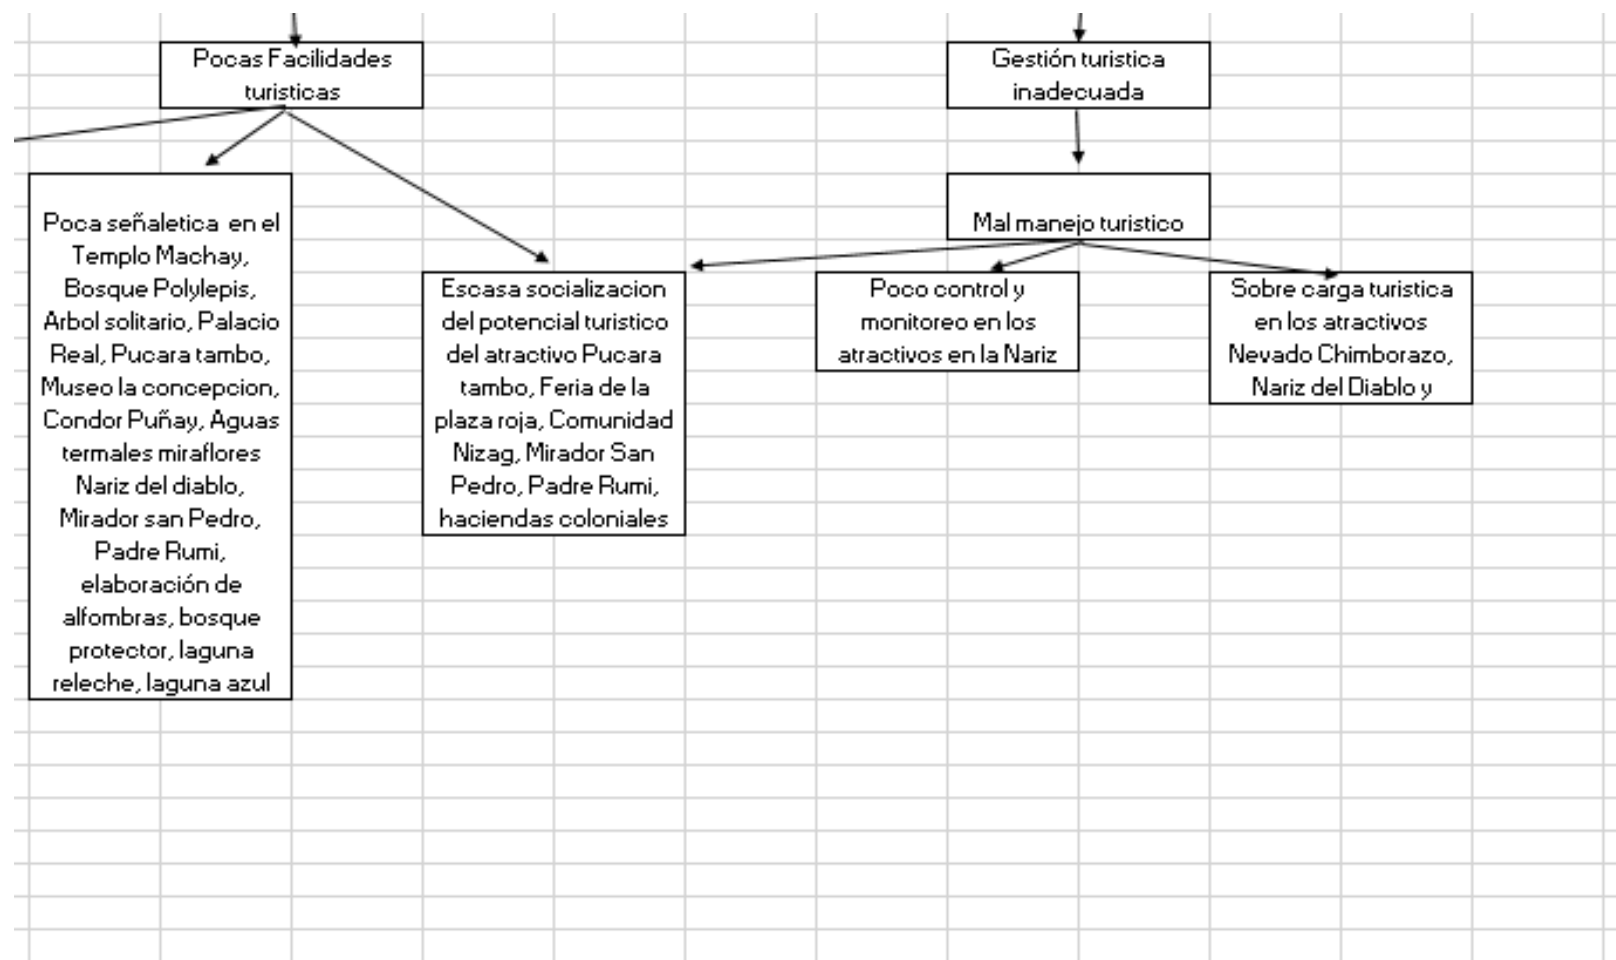 Pocas Facilidades
turisticas
Gestión turistica
inadecuada
Mal manejo turistico
Poca señaletica en el
Templo Machay,
Bosque Polylepis,
Arbol solitario, Palacio
Real, Pucara tambo,
Museo la concepcion,
Condor Puñay, Aguas
termales miraflores
Nariz del diablo,
Mirador san Pedro,
Padre Rumi,
elaboración de
alfombras, bosque
protector, laguna
releche, laguna azul
Escasa socializacion
del potencial turistico
del atractivo Pucara
tambo, Feria de la
plaza roja, Comunidad
Nizag, Mirador San
Pedro, Padre Rumi,
haciendas coloniales
Poco control y
monitoreo en los
atractivos en la Nariz
Sobre carga turistica
en los atractivos
Nevado Chimborazo,
Nariz del Diablo y